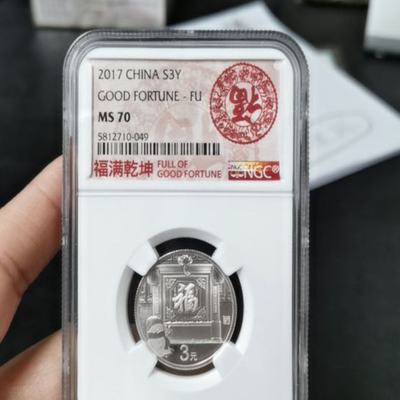 2017 CHINA S3Y
GOOD FORTUNE - FU
MS 70
5812710-049
福
福满乾坤 FULL OF
GOOD FORTUNE
NGC
福
3元